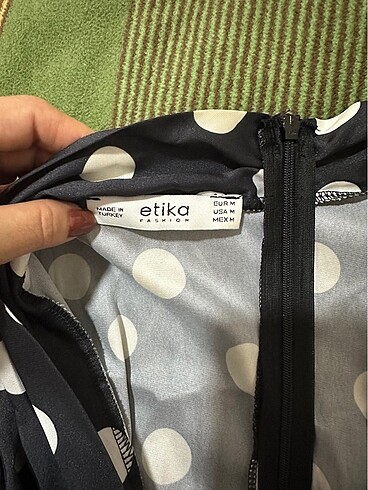 MADE IN
TURKEY
etika
FASHION
EUR M
USA M
MEX M